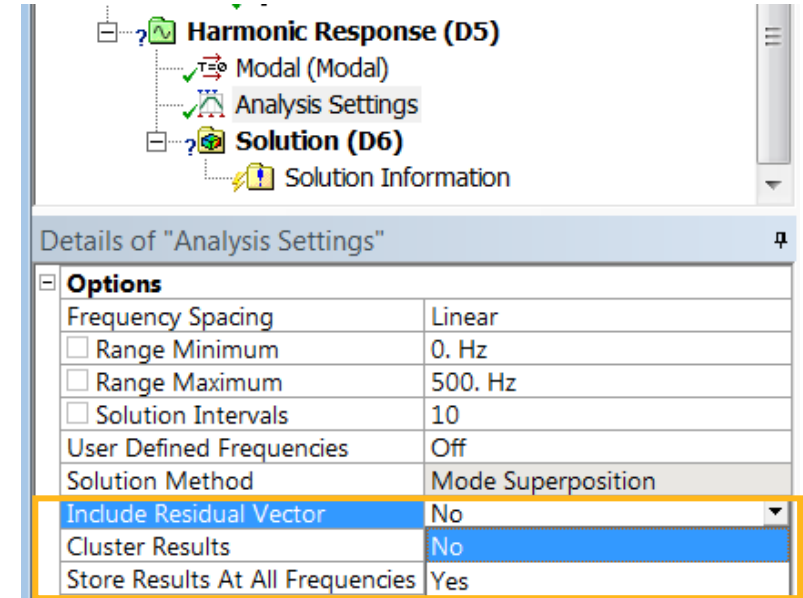 Harmonic Response (D5)
Modal (Modal)
Analysis Settings
Solution (D6)
Solution Information
Details of "Analysis Settings"
Options
Frequency Spacing Linear
Range Minimum 0. Hz
Range Maximum 500. Hz
Solution Intervals 10
User Defined Frequencies Off
Solution Method Mode Superposition
Include Residual Vector No
Cluster Results No
Store Results At All Frequencies Yes